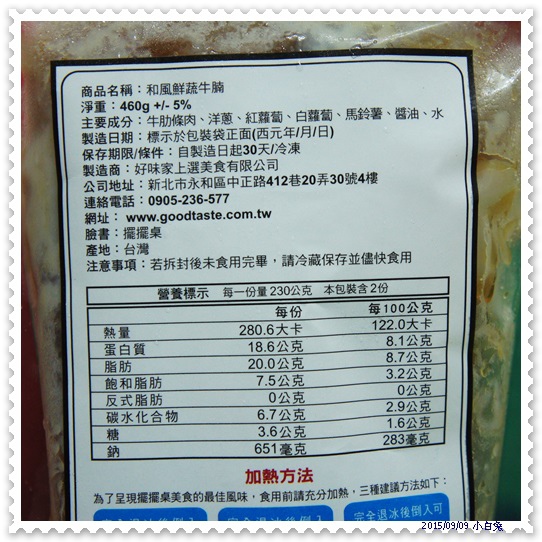 商品名稱：和風鮮蔬牛腩
淨重：460g +/- 5%
主要成分：牛肋條肉、洋蔥、紅蘿蔔、白蘿蔔、馬鈴薯、醬油、水
製造日期：標示於包裝袋正面(西元年/月/日)
保存期限/條件：自製造日起30天/冷凍
製造商：好味家上選美食有限公司
公司地址：新北市永和區中正路412巷20弄30號4樓
連絡電話：0905-236-577
網址： www.goodtaste.com.tw
臉書：擺擺桌
產地：台灣
注意事項：若拆封後未食用完畢，請冷藏保存並儘快食用
營養標示 每一份量230公克 本包裝含2份
每份 每100公克
熱量 280.6大卡 122.0大卡
蛋白質 18.6公克 8.1公克
脂肪 20.0公克 8.7公克
飽和脂肪 7.5公克 3.2公克
反式脂肪 0公克 0公克
碳水化合物 6.7公克 2.9公克
糖 3.6公克 1.6公克
鈉 651毫克 283毫克
加熱方法
為了呈現擺擺桌美食的最佳風味，食用前請充分加熱，三種建議方法如下：
完全退冰後倒入 完全退冰後倒入 完全退冰後倒入可
2015/09/09 小白兔